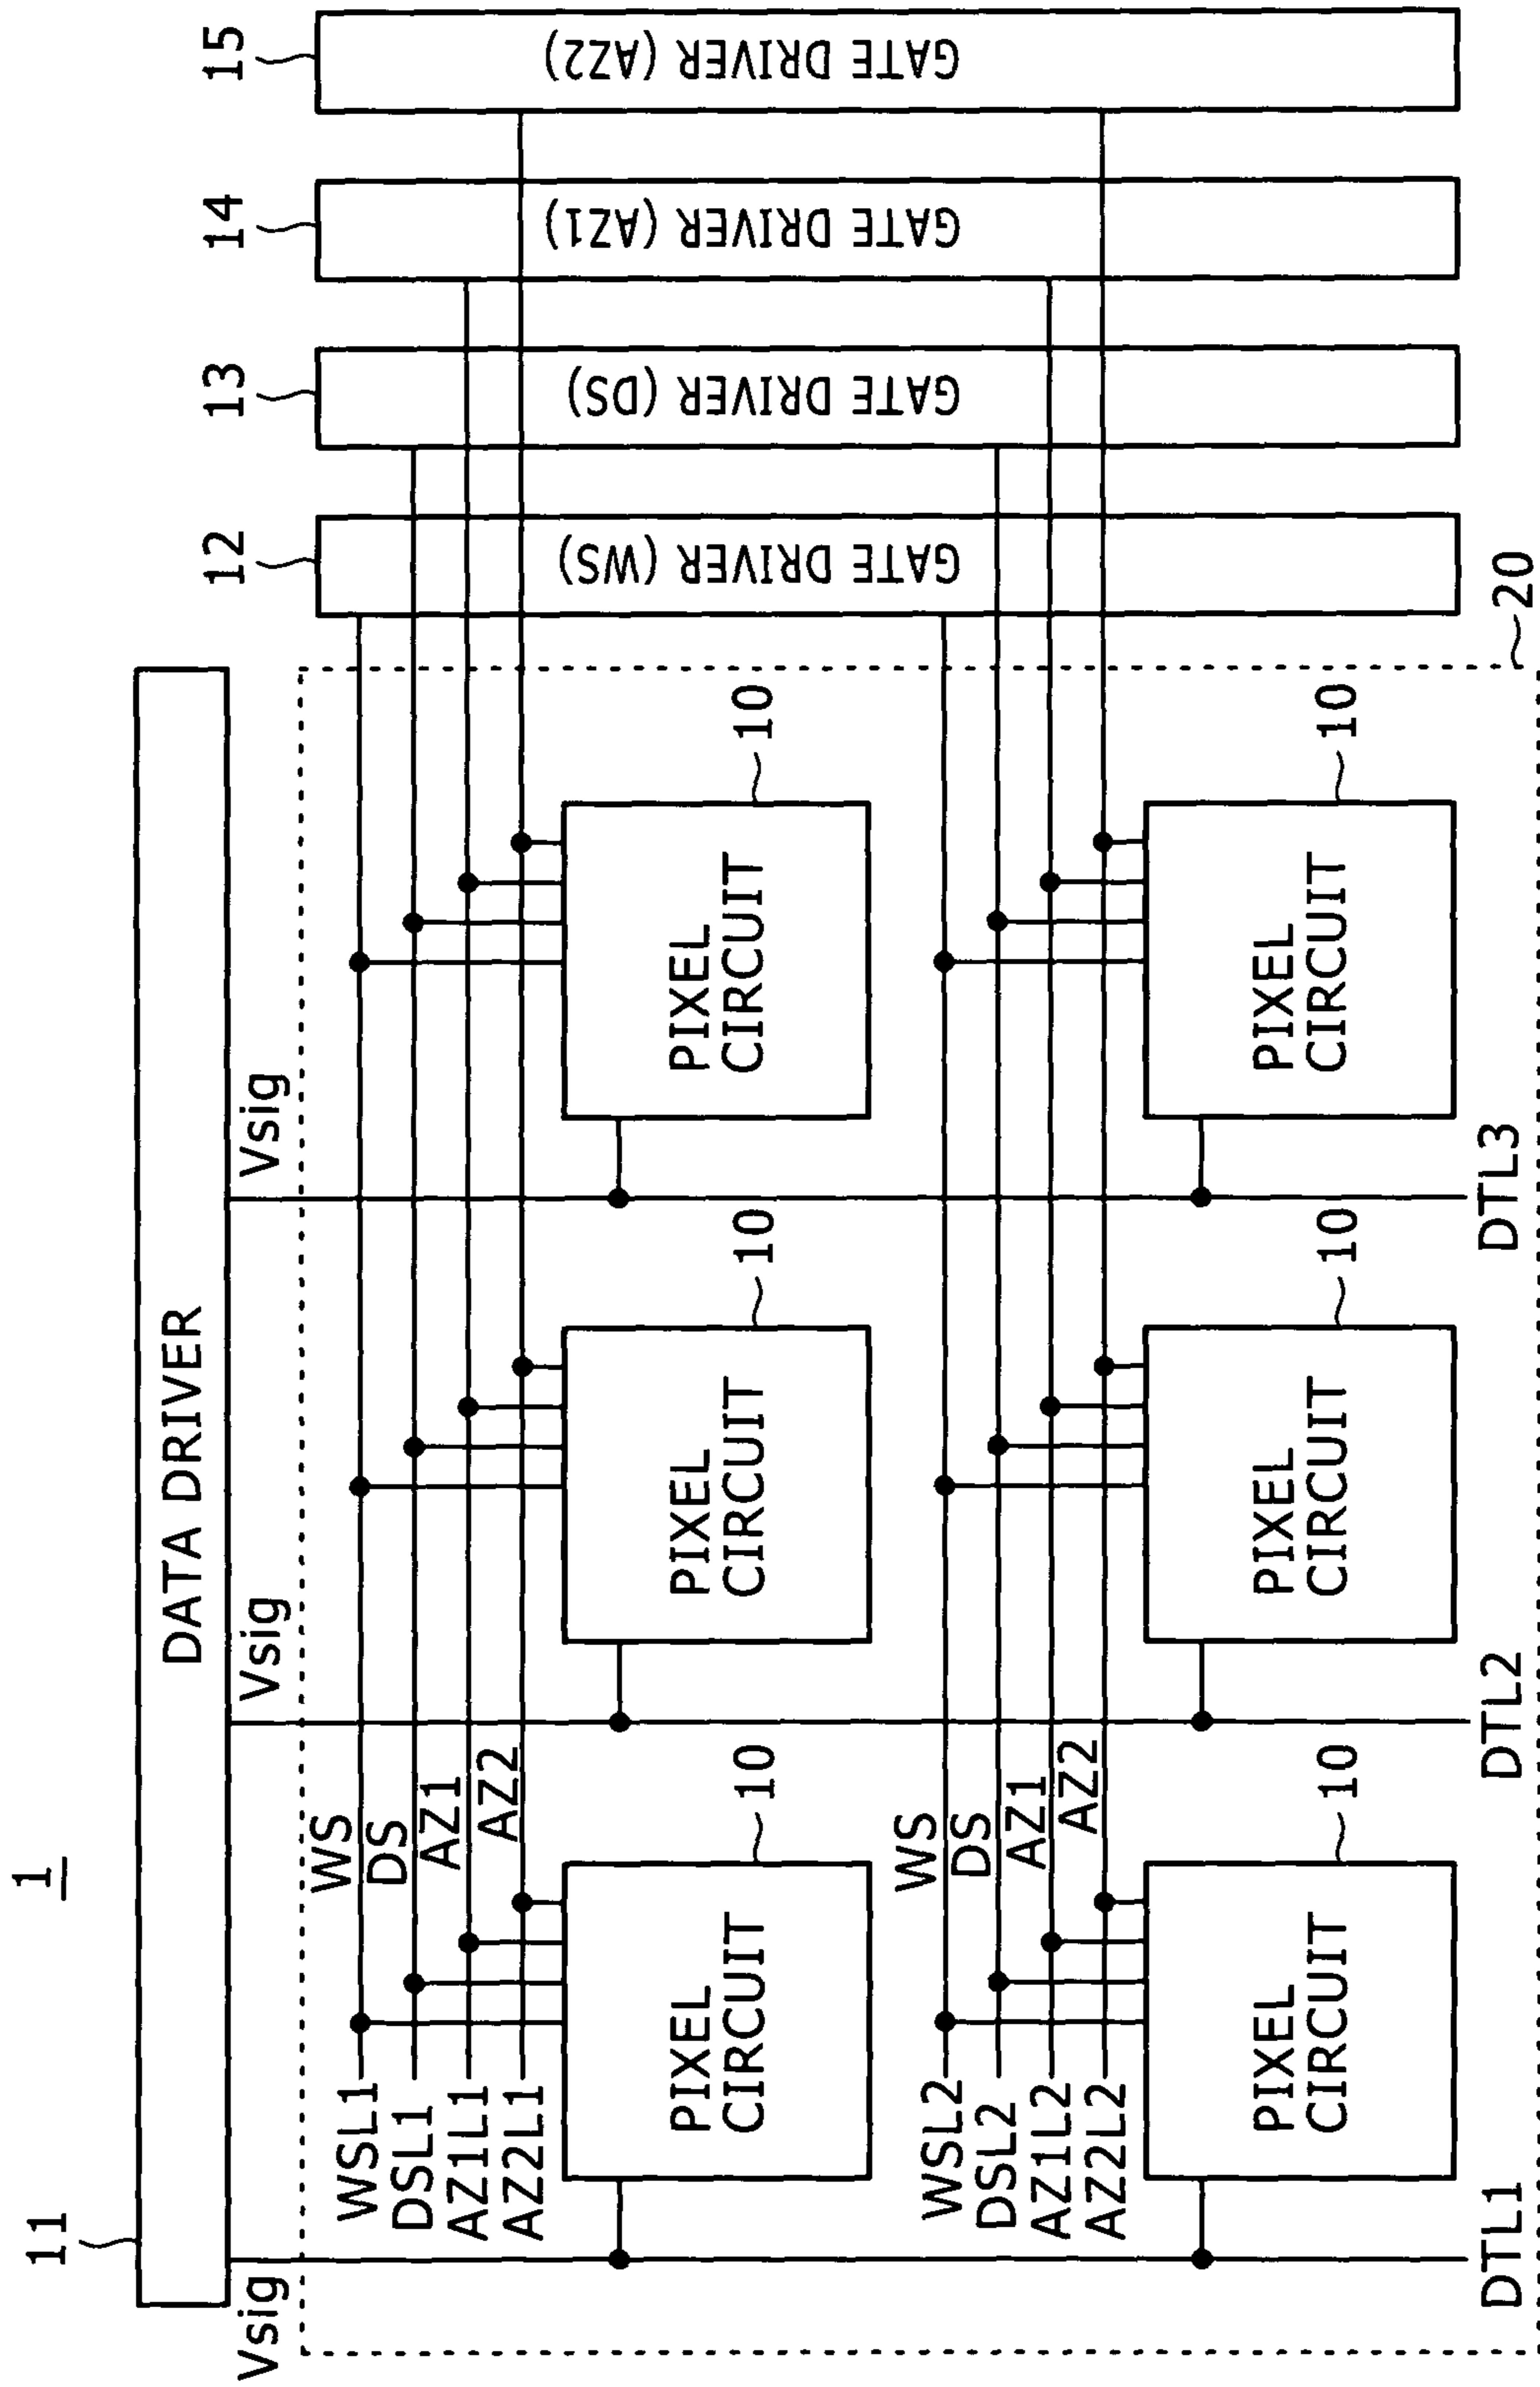 1
11
DATA DRIVER
12
13
14
15
Vsig
Vsig
Vsig
GATE DRIVER (WS)
GATE DRIVER (DS)
GATE DRIVER (AZ1)
GATE DRIVER (AZ2)
WSL1
WS
DSL1
DS
AZ1L1
AZ1
AZ2L1
AZ2
10
10
10
PIXEL
CIRCUIT
PIXEL
CIRCUIT
PIXEL
CIRCUIT
WSL2
WS
DSL2
DS
AZ1L2
AZ1
AZ2L2
AZ2
10
10
10
PIXEL
CIRCUIT
PIXEL
CIRCUIT
PIXEL
CIRCUIT
DTL1
DTL2
DTL3
20